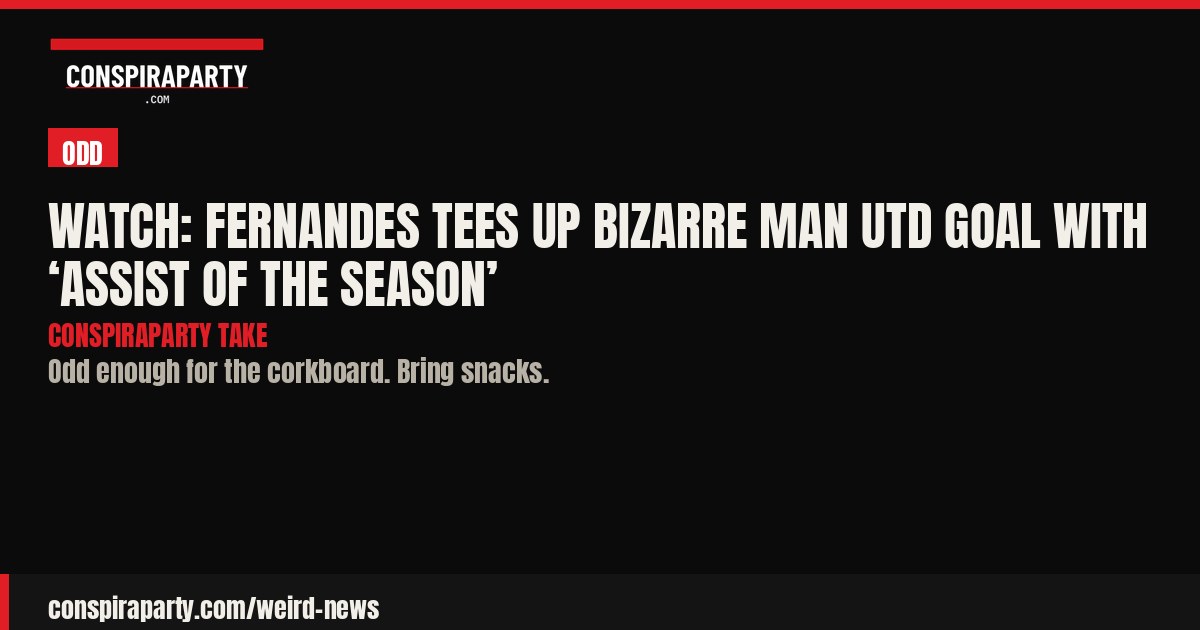 CONSPIRAPARTY
.COM
ODD
WATCH: FERNANDES TEES UP BIZARRE MAN UTD GOAL WITH
‘ASSIST OF THE SEASON’
CONSPIRAPARTY TAKE
Odd enough for the corkboard. Bring snacks.
conspiraparty.com/weird-news